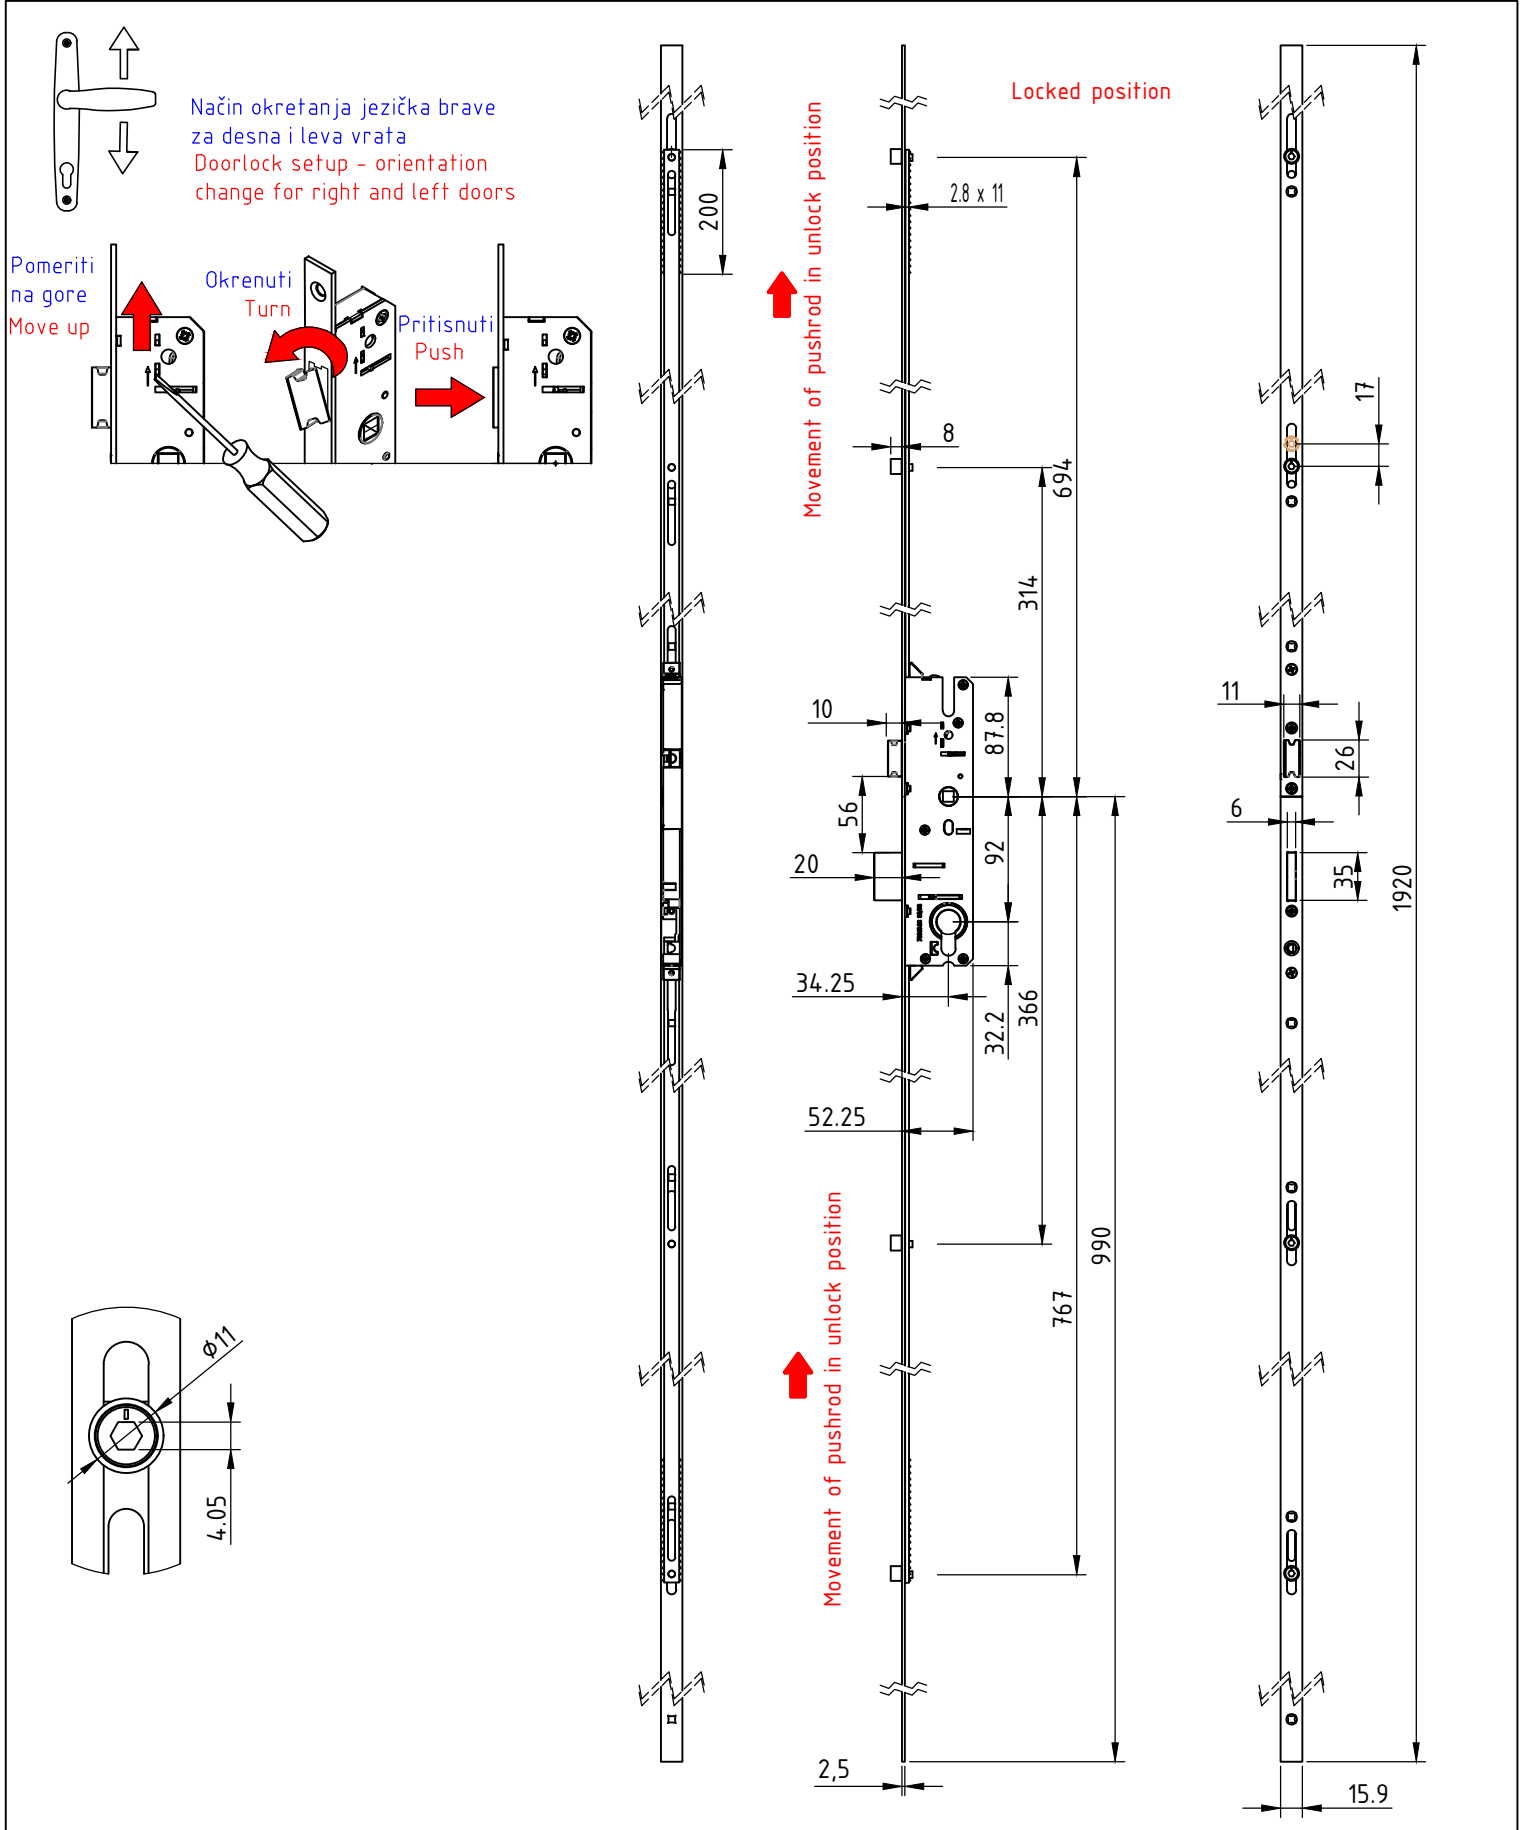 Način okretanja jezička brave
za desna i leva vrata
Doorlock setup - orientation
change for right and left doors
Pomeriti
na gore
Move up
Okrenuti
Turn
Pritisnuti
Push
Locked position
Movement of pushrod in unlock position
Movement of pushrod in unlock position
200
2.8 x 11
8
694
314
17
10
87.8
11
26
56
6
92
20
35
1920
34.25
32.2
366
52.25
990
767
ϕ11
4.05
2,5
15.9